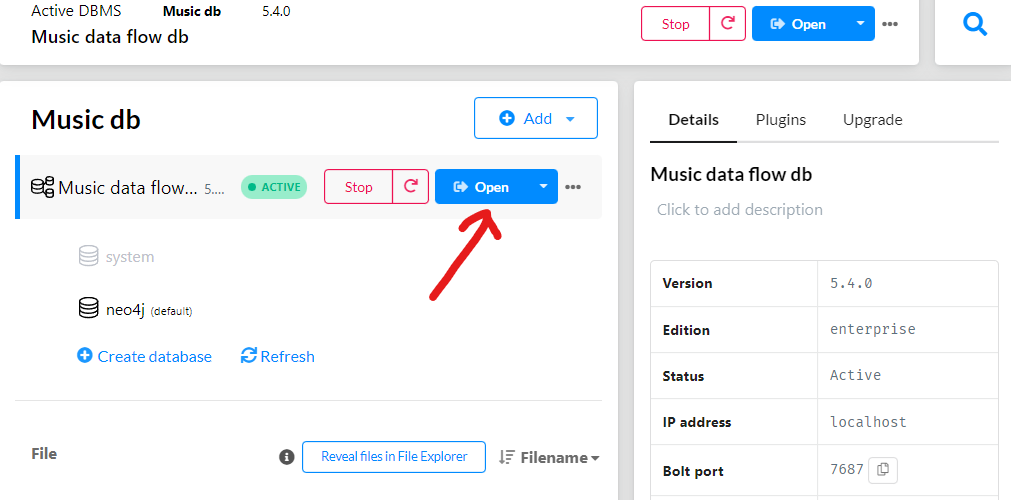 Active DBMS Music db 5.4.0
Music data flow db
Stop Open
Music db
Add
Music data flow... 5.... ACTIVE Stop Open
system
neo4j (default)
Create database Refresh
File Reveal files in File Explorer Filename
Details Plugins Upgrade
Music data flow db
Click to add description
Version 5.4.0
Edition enterprise
Status Active
IP address localhost
Bolt port 7687